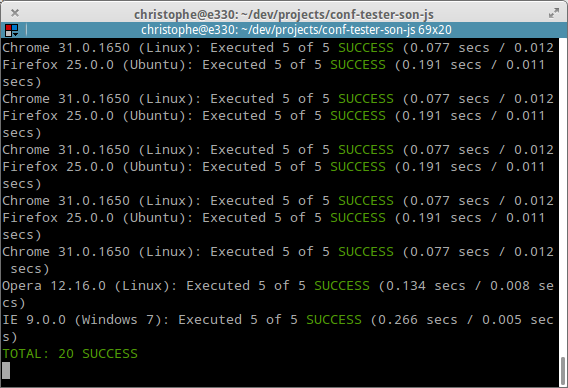 christophe@e330: ~/dev/projects/conf-tester-son-js
christophe@e330: ~/dev/projects/conf-tester-son-js 69x20
Chrome 31.0.1650 (Linux): Executed 5 of 5 SUCCESS (0.077 secs / 0.012
Firefox 25.0.0 (Ubuntu): Executed 5 of 5 SUCCESS (0.191 secs / 0.011
secs)
Chrome 31.0.1650 (Linux): Executed 5 of 5 SUCCESS (0.077 secs / 0.012
Firefox 25.0.0 (Ubuntu): Executed 5 of 5 SUCCESS (0.191 secs / 0.011
secs)
Chrome 31.0.1650 (Linux): Executed 5 of 5 SUCCESS (0.077 secs / 0.012
Firefox 25.0.0 (Ubuntu): Executed 5 of 5 SUCCESS (0.191 secs / 0.011
secs)
Chrome 31.0.1650 (Linux): Executed 5 of 5 SUCCESS (0.077 secs / 0.012
Firefox 25.0.0 (Ubuntu): Executed 5 of 5 SUCCESS (0.191 secs / 0.011
secs)
Chrome 31.0.1650 (Linux): Executed 5 of 5 SUCCESS (0.077 secs / 0.012
 secs)
Opera 12.16.0 (Linux): Executed 5 of 5 SUCCESS (0.134 secs / 0.008 se
cs)
IE 9.0.0 (Windows 7): Executed 5 of 5 SUCCESS (0.266 secs / 0.005 sec
s)
TOTAL: 20 SUCCESS